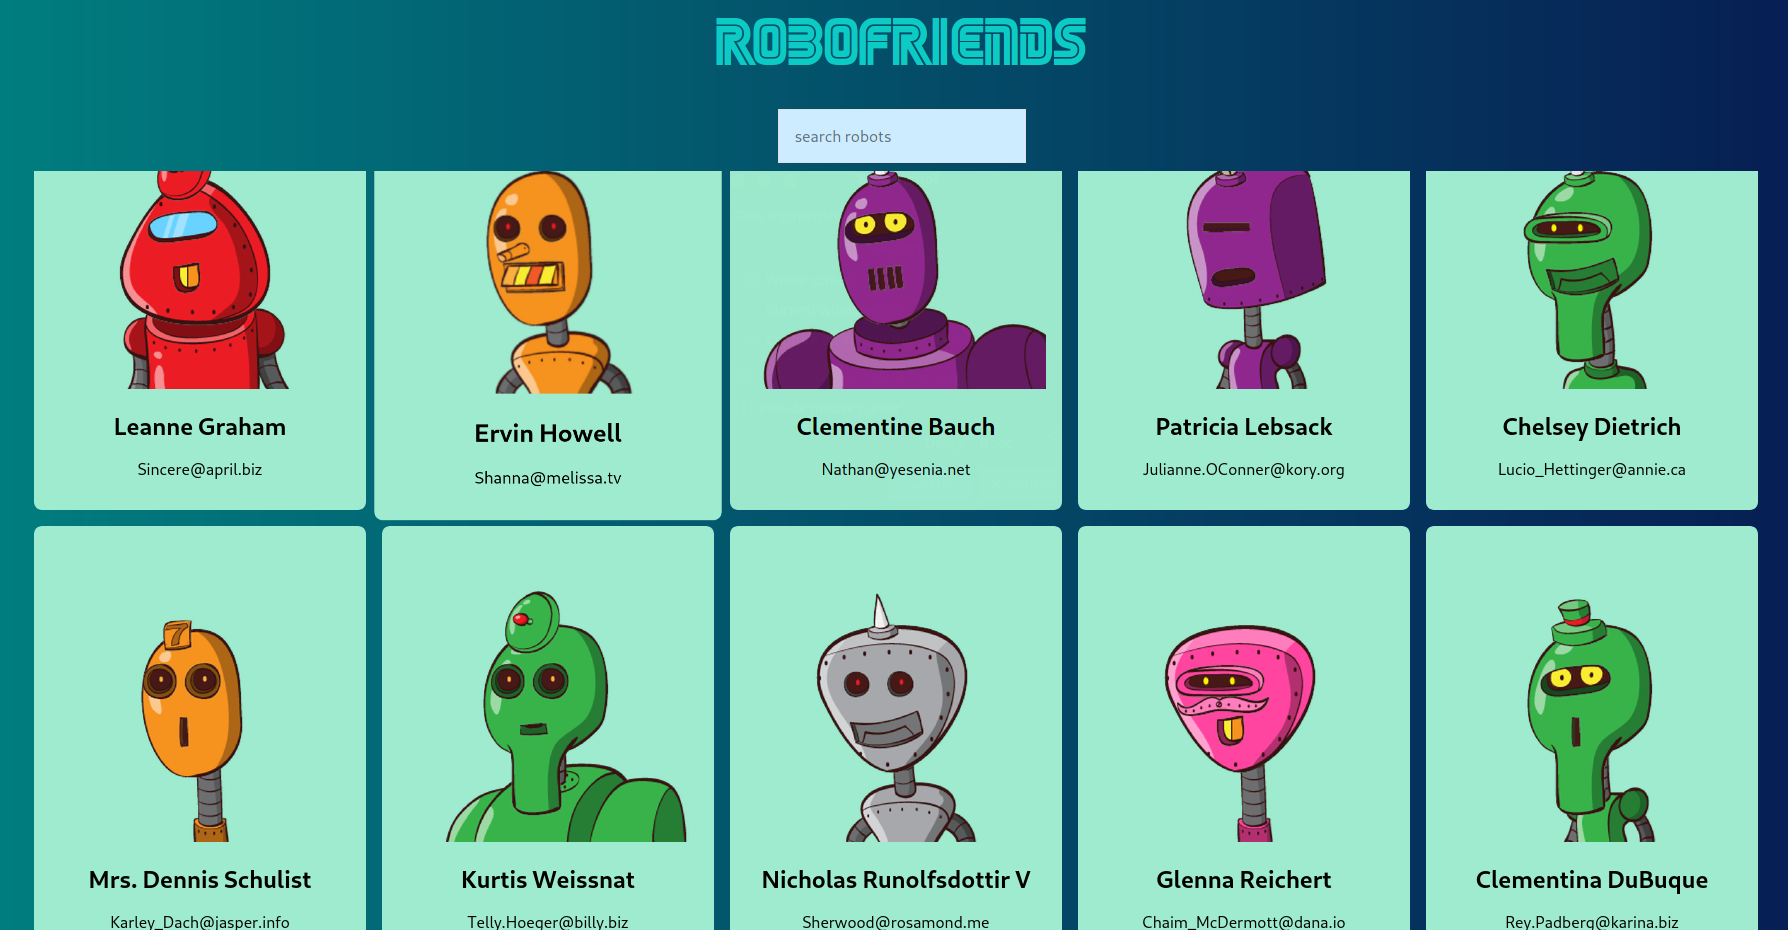 ROBOFRIENDS
search robots
Leanne Graham
Sincere@april.biz
Ervin Howell
Shanna@melissa.tv
Clementine Bauch
Nathan@yesenia.net
Patricia Lebsack
Julianne.OConner@kory.org
Chelsey Dietrich
Lucio_Hettinger@annie.ca
7
Mrs. Dennis Schulist
Karley_Dach@jasper.info
Kurtis Weissnat
Telly.Hoeger@billy.biz
Nicholas Runolfsdottir V
Sherwood@rosamond.me
Glenna Reichert
Chaim_McDermott@dana.io
Clementina DuBuque
Rey.Padberg@karina.biz